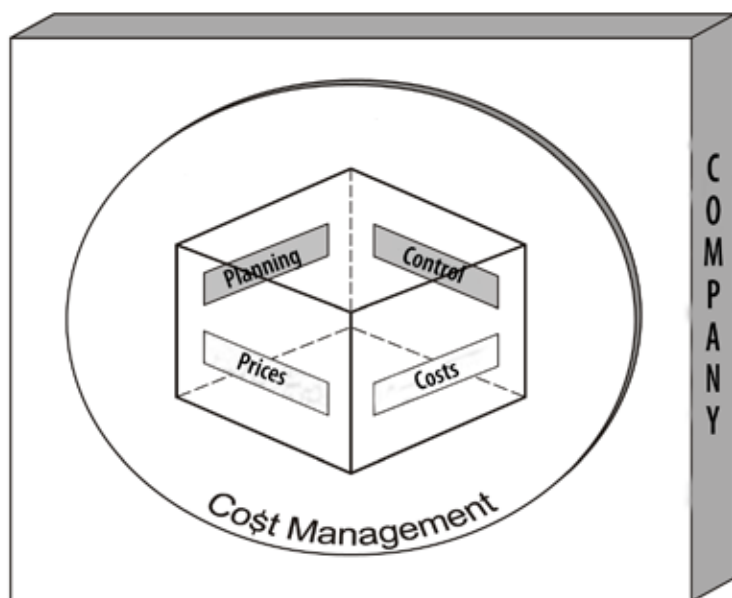 Planning
Control
Prices
Costs
Co$t Management
COMPANY